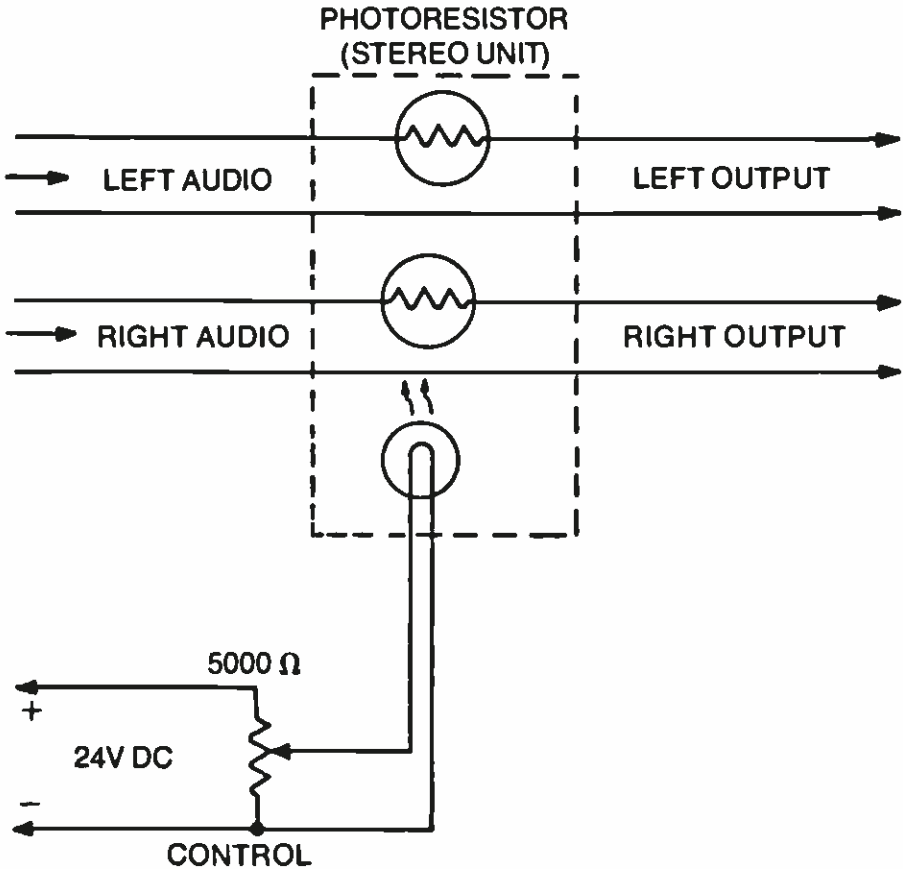 PHOTORESISTOR
(STEREO UNIT)
LEFT AUDIO
LEFT OUTPUT
RIGHT AUDIO
RIGHT OUTPUT
5000 Ω
+
24V DC
−
CONTROL